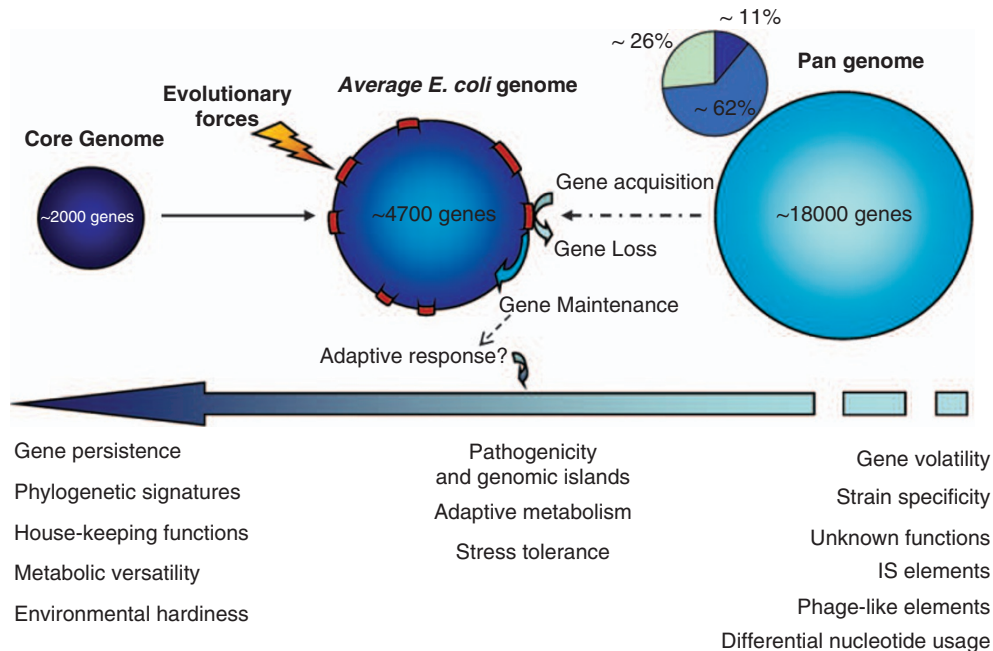 ~ 11%
~ 26%
~ 62%
Pan genome
Average E. coli genome
Evolutionary
forces
Core Genome
~2000 genes
~4700 genes
Gene acquisition
~18000 genes
Gene Loss
Gene Maintenance
Adaptive response?
Gene persistence
Phylogenetic signatures
House-keeping functions
Metabolic versatility
Environmental hardiness
Pathogenicity
and genomic islands
Adaptive metabolism
Stress tolerance
Gene volatility
Strain specificity
Unknown functions
IS elements
Phage-like elements
Differential nucleotide usage